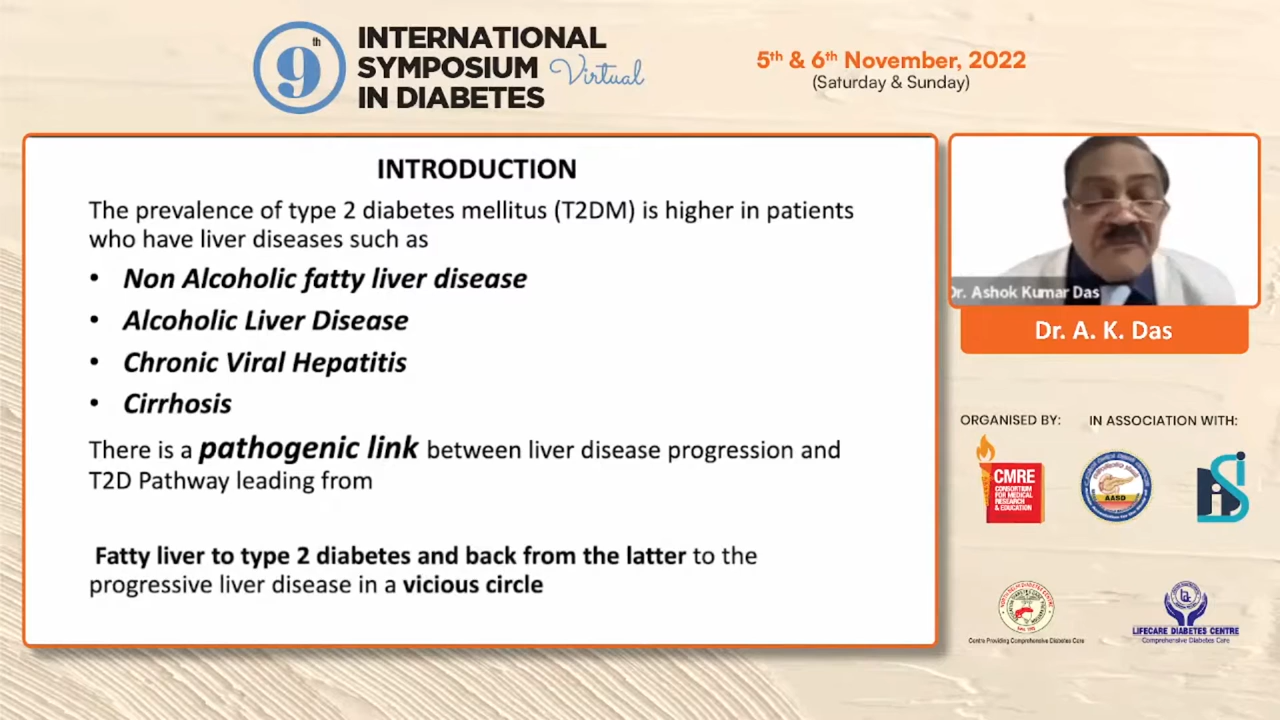 9th
INTERNATIONAL
SYMPOSIUM Virtual
IN DIABETES
5th & 6th November, 2022
(Saturday & Sunday)
INTRODUCTION
The prevalence of type 2 diabetes mellitus (T2DM) is higher in patients
who have liver diseases such as
• Non Alcoholic fatty liver disease
• Alcoholic Liver Disease
• Chronic Viral Hepatitis
• Cirrhosis
There is a pathogenic link between liver disease progression and
T2D Pathway leading from
Fatty liver to type 2 diabetes and back from the latter to the
progressive liver disease in a vicious circle
Dr. Ashok Kumar Das
Dr. A. K. Das
ORGANISED BY:
IN ASSOCIATION WITH:
CMRE
CONSORTIUM
FOR MEDICAL
RESEARCH
& EDUCATION
AASD
Centre Providing Comprehensive Diabetes Care
LIFECARE DIABETES CENTRE
Comprehensive Diabetes Care